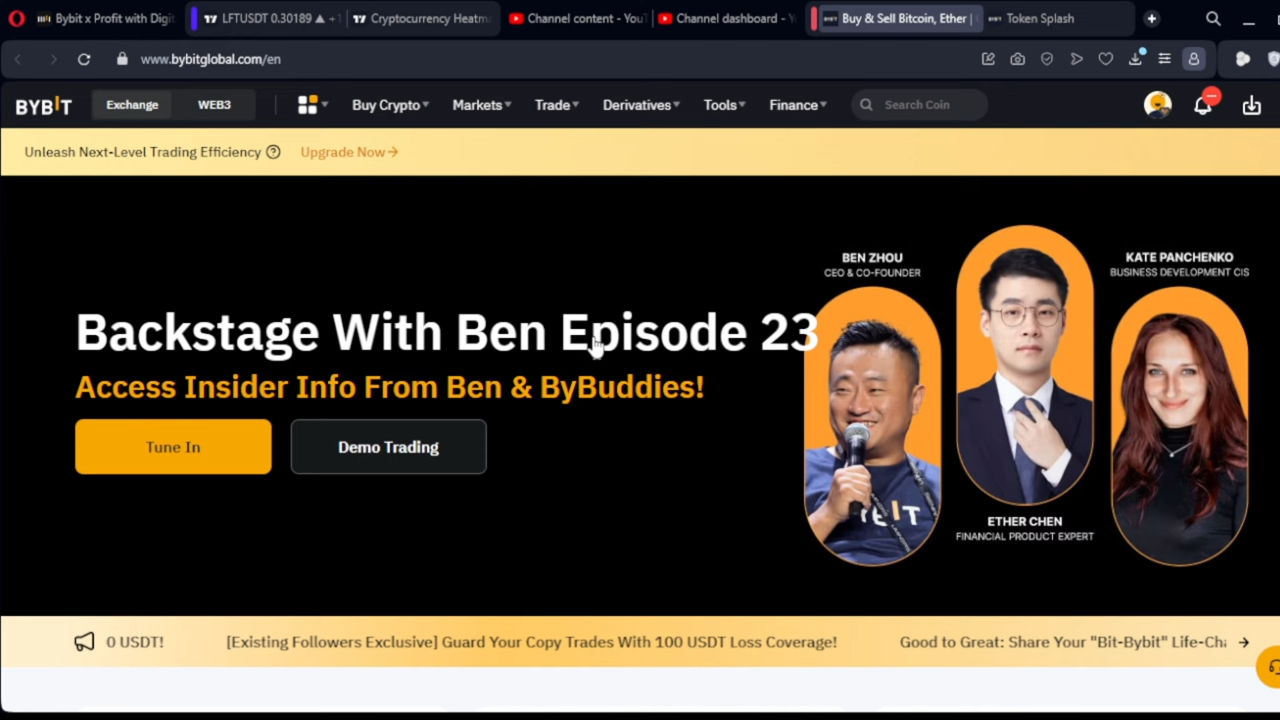 Bybit x Profit with Digit
LFTUSDT 0.30189 ▲ +1
Cryptocurrency Heatma
Channel content - YouT
Channel dashboard - Y
Buy & Sell Bitcoin, Ether |
Token Splash
www.bybitglobal.com/en
BYBIT
Exchange
WEB3
Buy Crypto
Markets
Trade
Derivatives
Tools
Finance
Search Coin
Unleash Next-Level Trading Efficiency
Upgrade Now→
Backstage With Ben Episode 23
Access Insider Info From Ben & ByBuddies!
Tune In
Demo Trading
BEN ZHOU
CEO & CO-FOUNDER
ETHER CHEN
FINANCIAL PRODUCT EXPERT
KATE PANCHENKO
BUSINESS DEVELOPMENT CIS
0 USDT!
[Existing Followers Exclusive] Guard Your Copy Trades With 100 USDT Loss Coverage!
Good to Great: Share Your "Bit-Bybit" Life-Cha